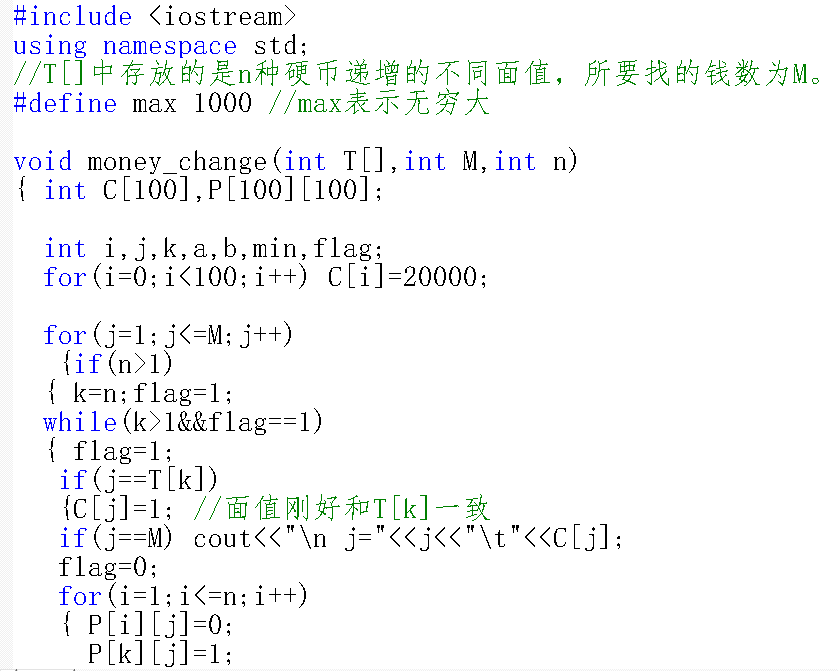 #include <iostream>
using namespace std;
//T[]中存放的是n种硬币递增的不同面值，所要找的钱数为M。
#define max 1000 //max表示无穷大
void money_change(int T[],int M,int n)
{ int C[100],P[100][100];
int i,j,k,a,b,min,flag;
for(i=0;i<100;i++) C[i]=20000;
for(j=1;j<=M;j++)
{if(n>1)
{ k=n;flag=1;
while(k>1&&flag==1)
{ flag=1;
if(j==T[k])
{C[j]=1; //面值刚好和T[k]一致
if(j==M) cout<<"\n j="<<j<<"\t"<<C[j];
flag=0;
for(i=1;i<=n;i++)
{ P[i][j]=0;
P[k][j]=1;